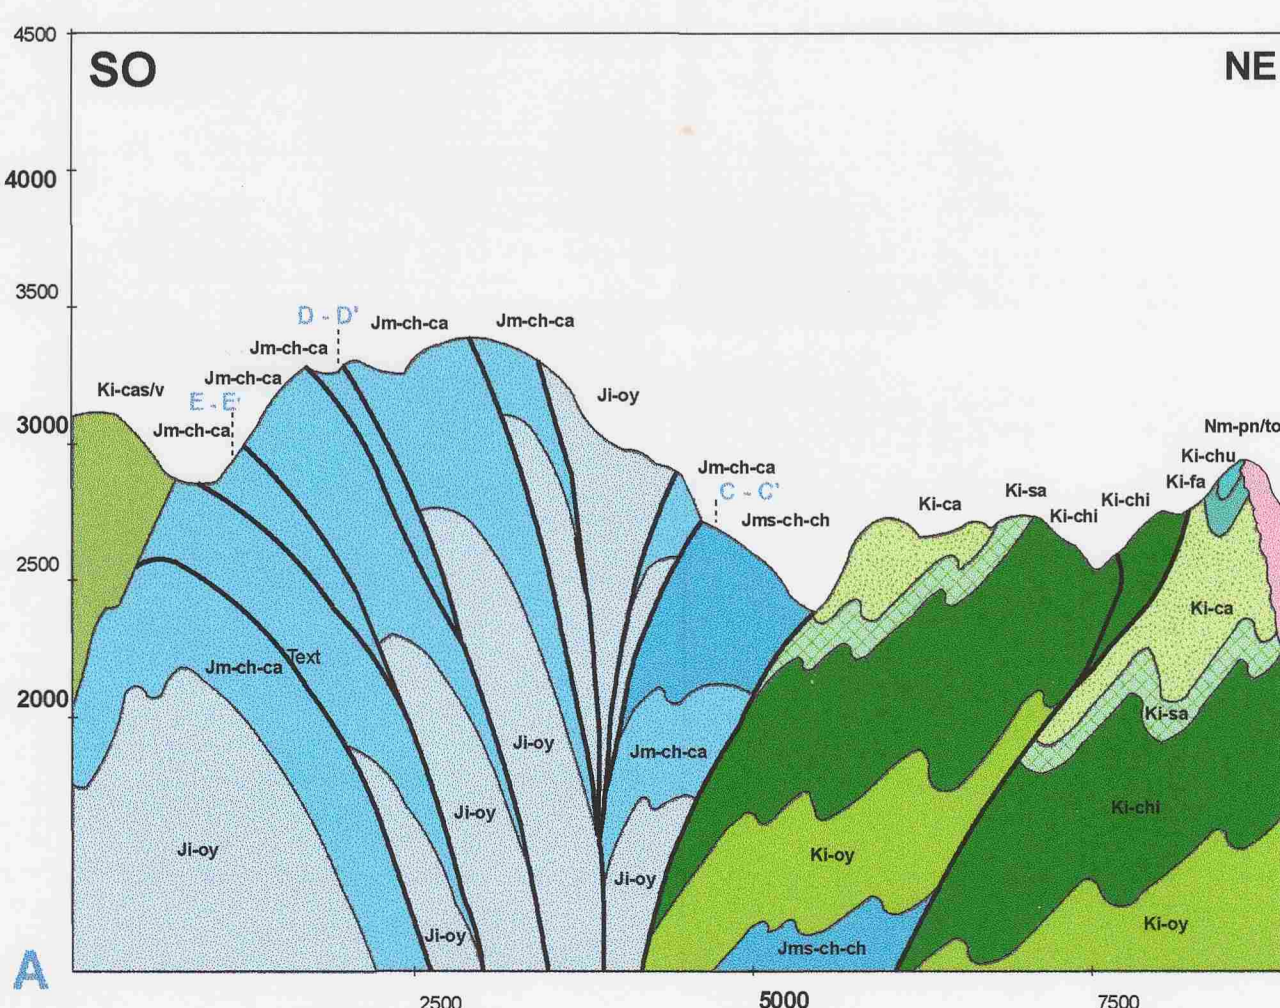 4500
SO
NE
4000
3500
D - D'
Jm-ch-ca
Jm-ch-ca
Jm-ch-ca
Jm-ch-ca
Ki-cas/v
E - E'
Ji-oy
3000
Jm-ch-ca
Nm-pn/to
Ki-chu
Jm-ch-ca
Ki-fa
C - C'
Ki-sa
Ki-chi
Ki-ca
Ki-chi
Jms-ch-ch
2500
Ki-ca
Text
Jm-ch-ca
2000
Ki-sa
Ji-oy
Jm-ch-ca
Ki-chi
Ji-oy
Ji-oy
Ki-oy
Ji-oy
Ki-oy
Ji-oy
Jms-ch-ch
A
2500
5000
7500